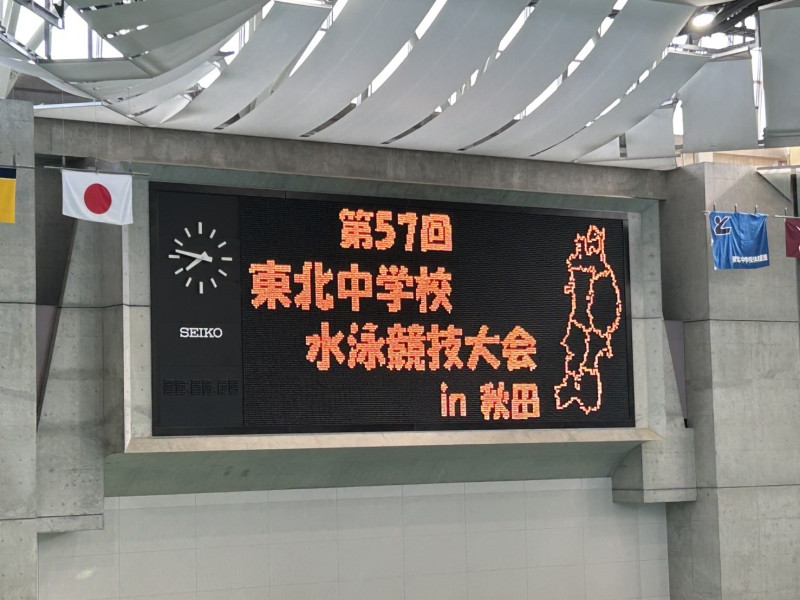 第57回
東北中学校
水泳競技大会
in 秋田
SEIKO